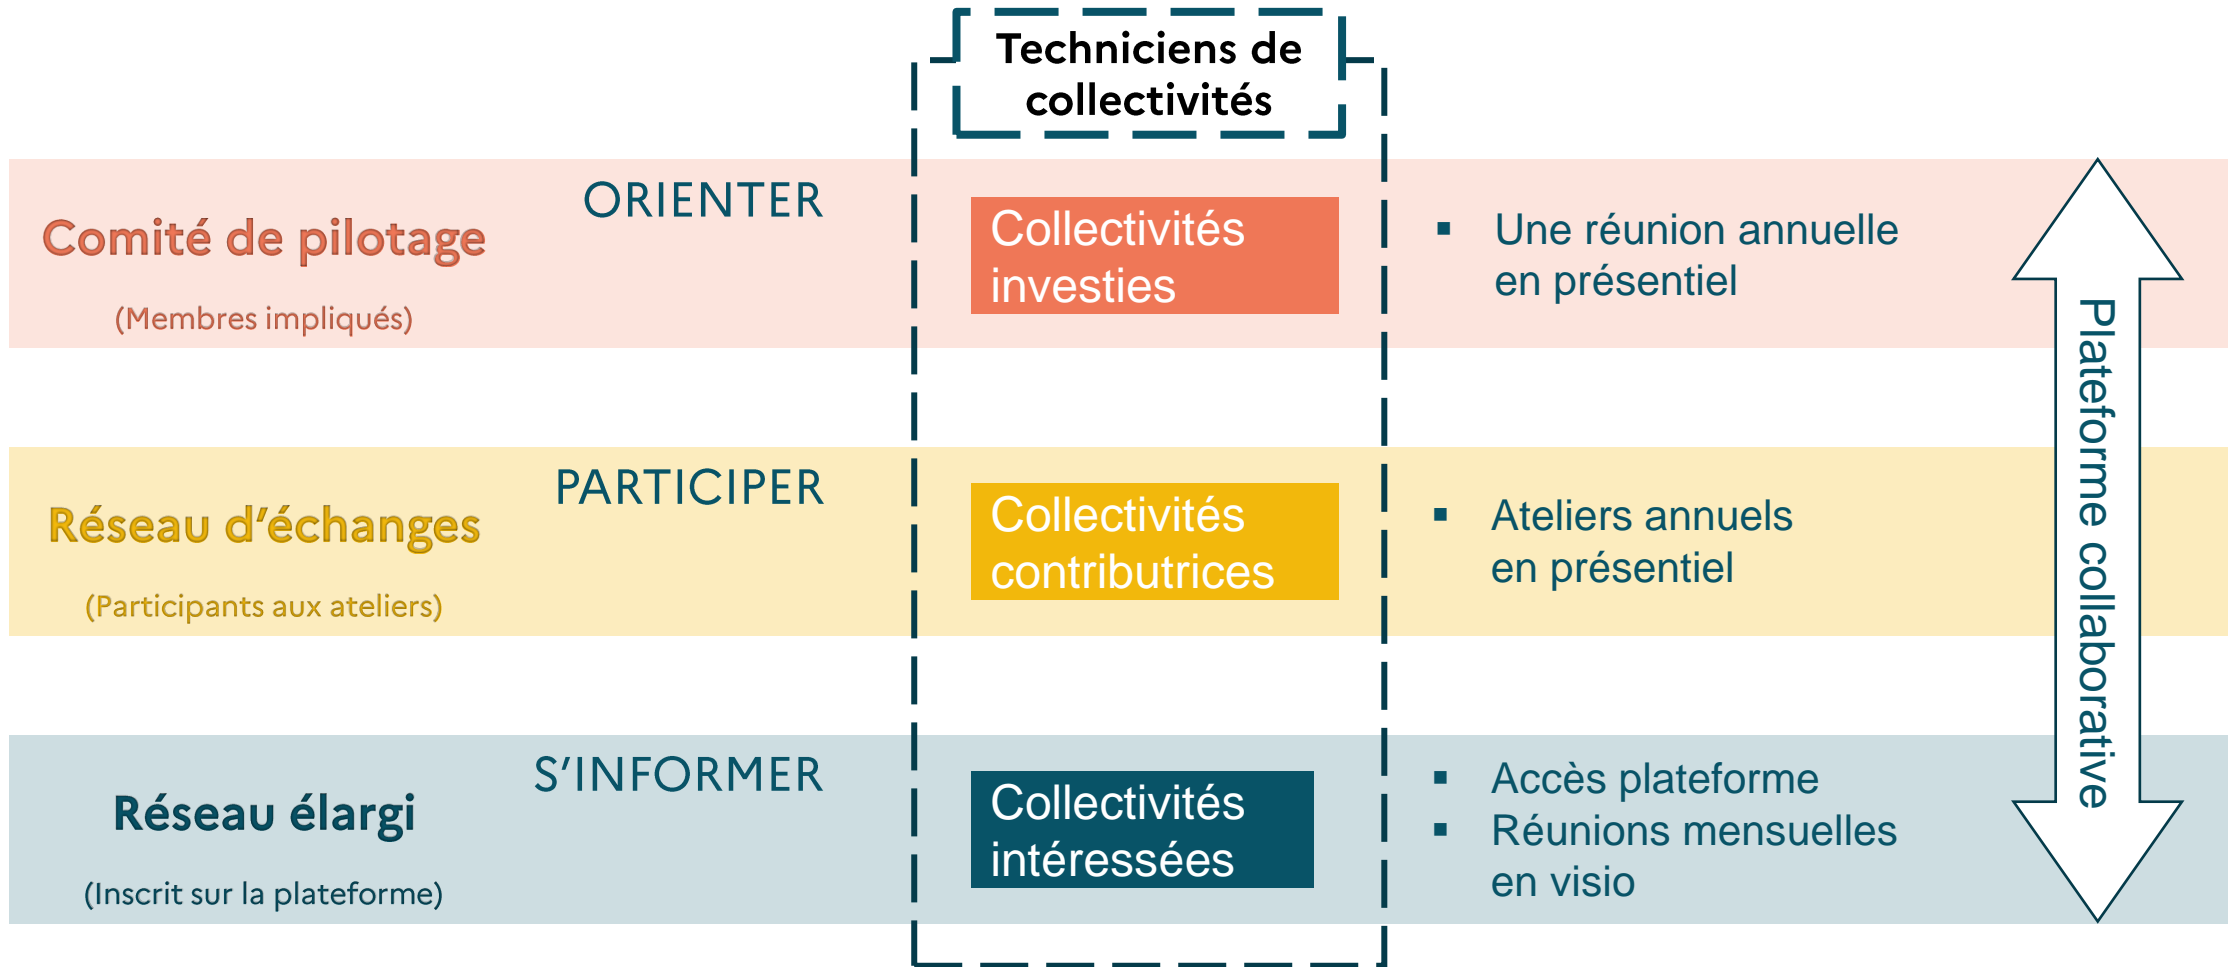 Techniciens de
collectivités
Comité de pilotage
(Membres impliqués)
ORIENTER
Collectivités
investies
▪ Une réunion annuelle
en présentiel
Réseau d’échanges
(Participants aux ateliers)
PARTICIPER
Collectivités
contributrices
▪ Ateliers annuels
en présentiel
Réseau élargi
(Inscrit sur la plateforme)
S’INFORMER
Collectivités
intéressées
▪ Accès plateforme
▪ Réunions mensuelles
en visio
Plateforme collaborative